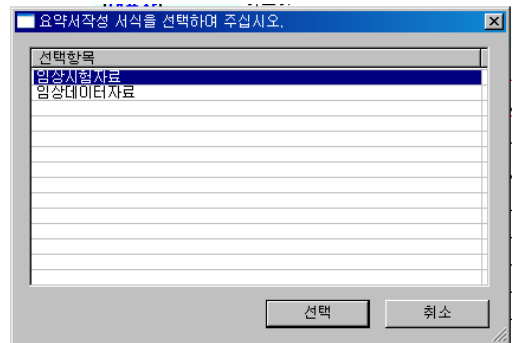 요약서작성 서식을 선택하며 주십시오.
선택항목
임상시험자료
임상데이터자료
선택
취소